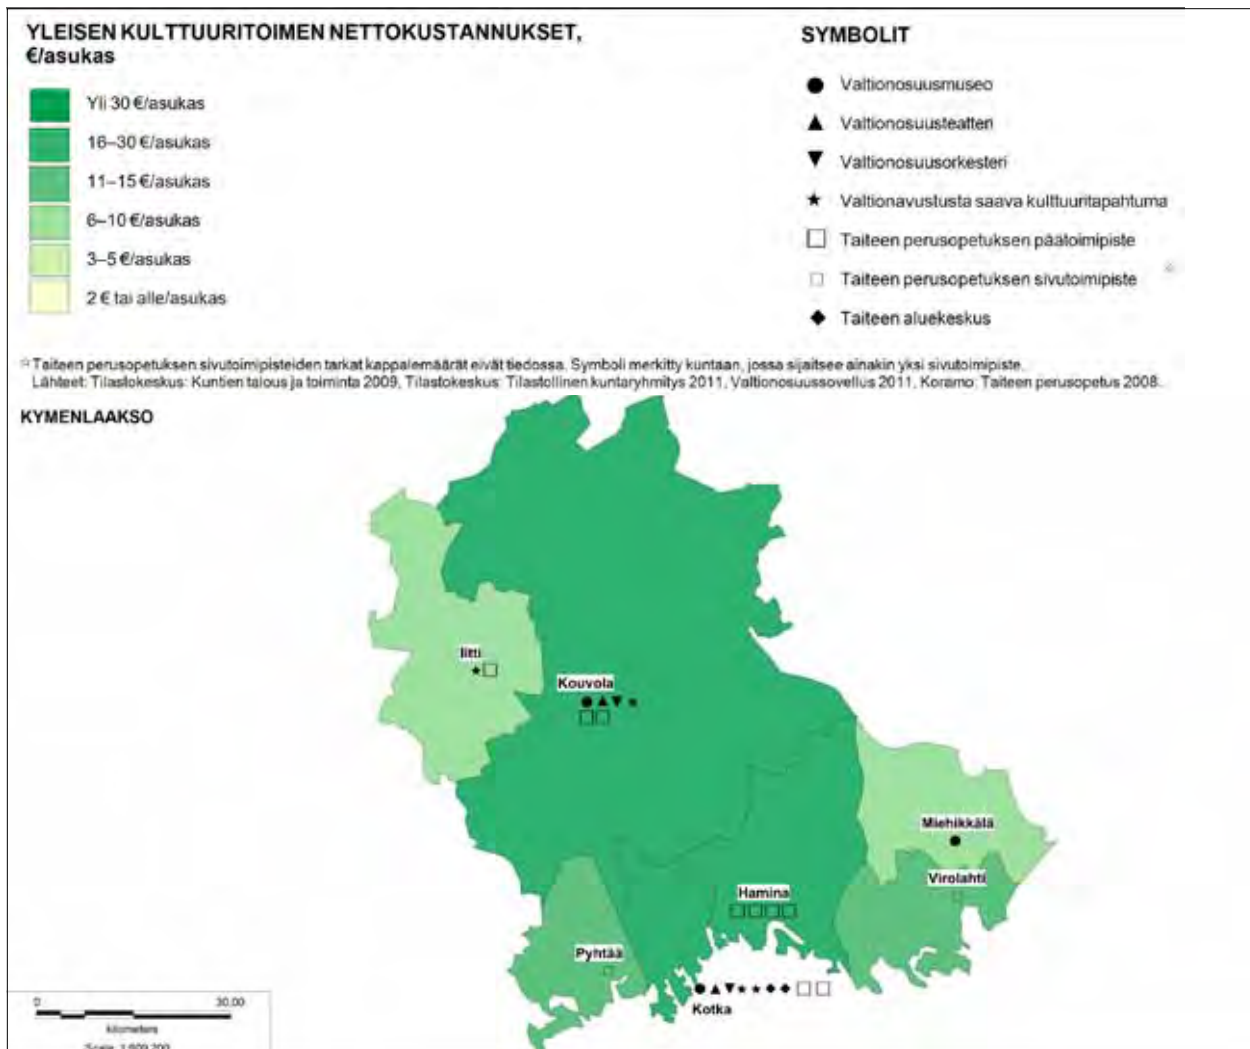 YLEISEN KULTTUURITOIMEN NETTOKUSTANNUKSET,
€/asukas
Yli 30 €/asukas
16–30 €/asukas
11–15 €/asukas
6–10 €/asukas
3–5 €/asukas
2 € tai alle/asukas
SYMBOLIT
Valtionosuusmuseo
Valtionosuusteatteri
Valtionosuusorkesteri
Valtionavustusta saava kulttuuritapahtuma
Taiteen perusopetuksen päätoimipiste
Taiteen perusopetuksen sivutoimipiste
Taiteen aluekeskus
Taiteen perusopetuksen sivutoimipisteiden tarkat kappalemäärät eivät tiedossa. Symboli merkitty kuntaan, jossa sijaitsee ainakin yksi sivutoimipiste.
Lähteet: Tilastokeskus: Kuntien talous ja toiminta 2009, Tilastokeskus: Tilastollinen kuntaryhmitys 2011, Valtionosuussovellus 2011, Koramo: Taiteen perusopetus 2008.
KYMENLAAKSO
Iitti
Kouvola
Miehikkälä
Virolahti
Hamina
Pyhtää
Kotka
0 30,00
kilometers
Scale: 1:609 200